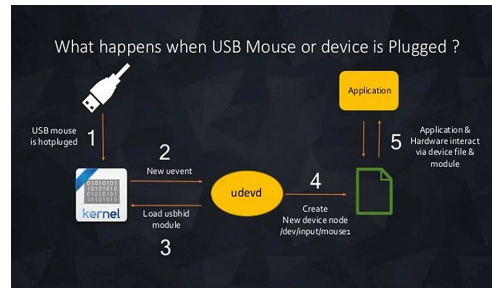 What happens when USB Mouse or device is Plugged ?
USB mouse
is hotpluged
1
01010101
01010101
kernel
2
New uevent
Load usbhid
module
3
udevd
4
Create
New device node
/dev/input/mouse1
Application
5
Application &
Hardware interact
via device file &
module